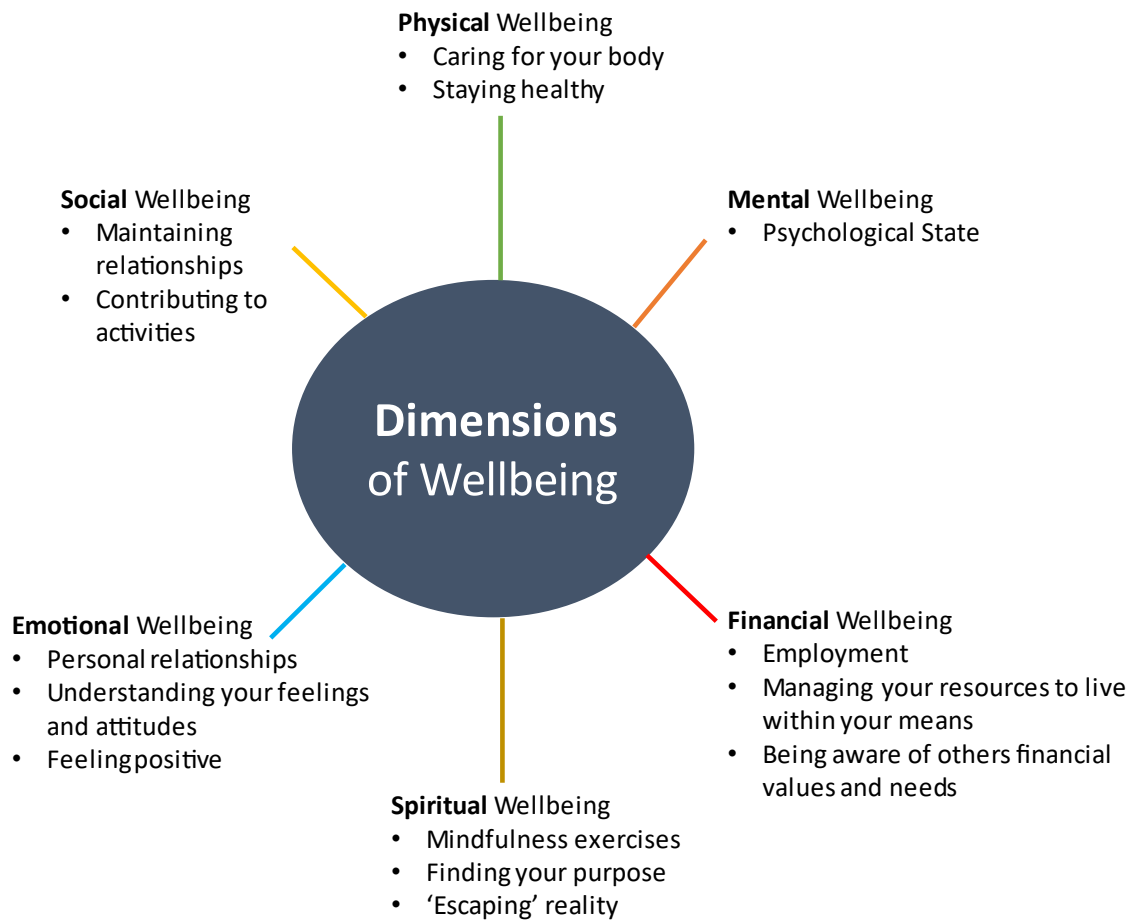 Physical Wellbeing
• Caring for your body
• Staying healthy
Social Wellbeing
• Maintaining
relationships
• Contributing to
activities
Mental Wellbeing
• Psychological State
Dimensions
of Wellbeing
Emotional Wellbeing
• Personal relationships
• Understanding your feelings
and attitudes
• Feeling positive
Financial Wellbeing
• Employment
• Managing your resources to live
within your means
• Being aware of others financial
values and needs
Spiritual Wellbeing
• Mindfulness exercises
• Finding your purpose
• ‘Escaping’ reality